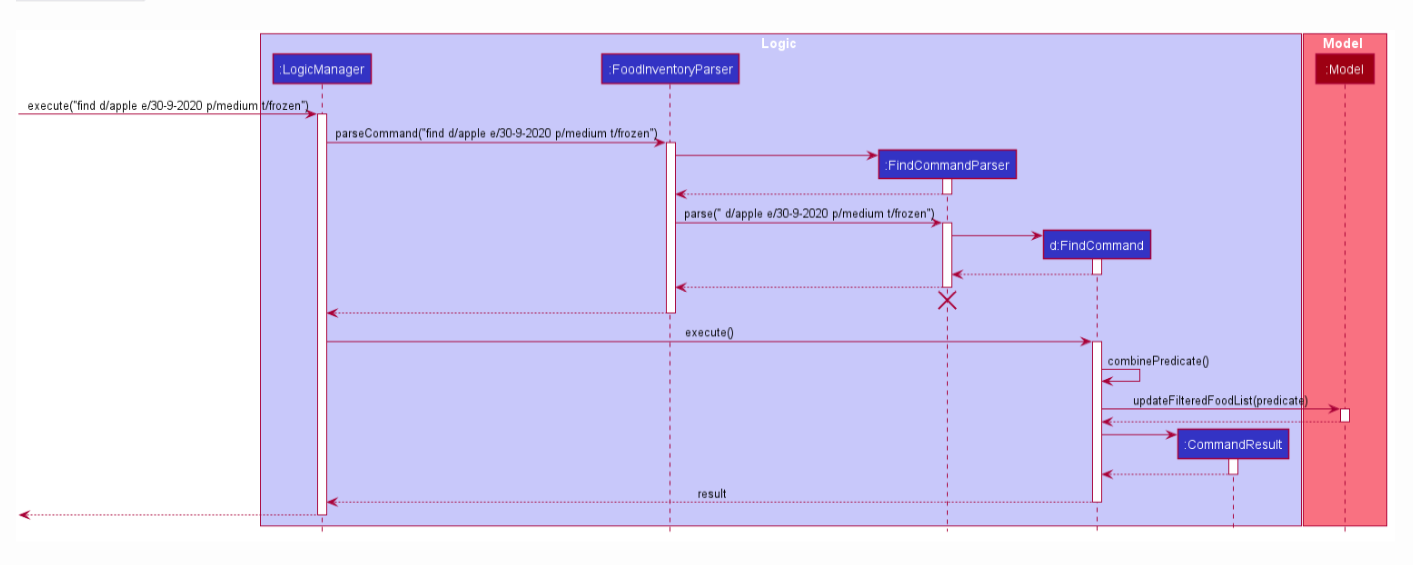 Logic
Model
:LogicManager
:FoodInventoryParser
:Model
execute("find d/apple e/30-9-2020 p/medium t/frozen")
parseCommand("find d/apple e/30-9-2020 p/medium t/frozen")
:FindCommandParser
parse(" d/apple e/30-9-2020 p/medium t/frozen")
d:FindCommand
execute()
combinePredicate()
updateFilteredFoodList(predicate)
:CommandResult
result